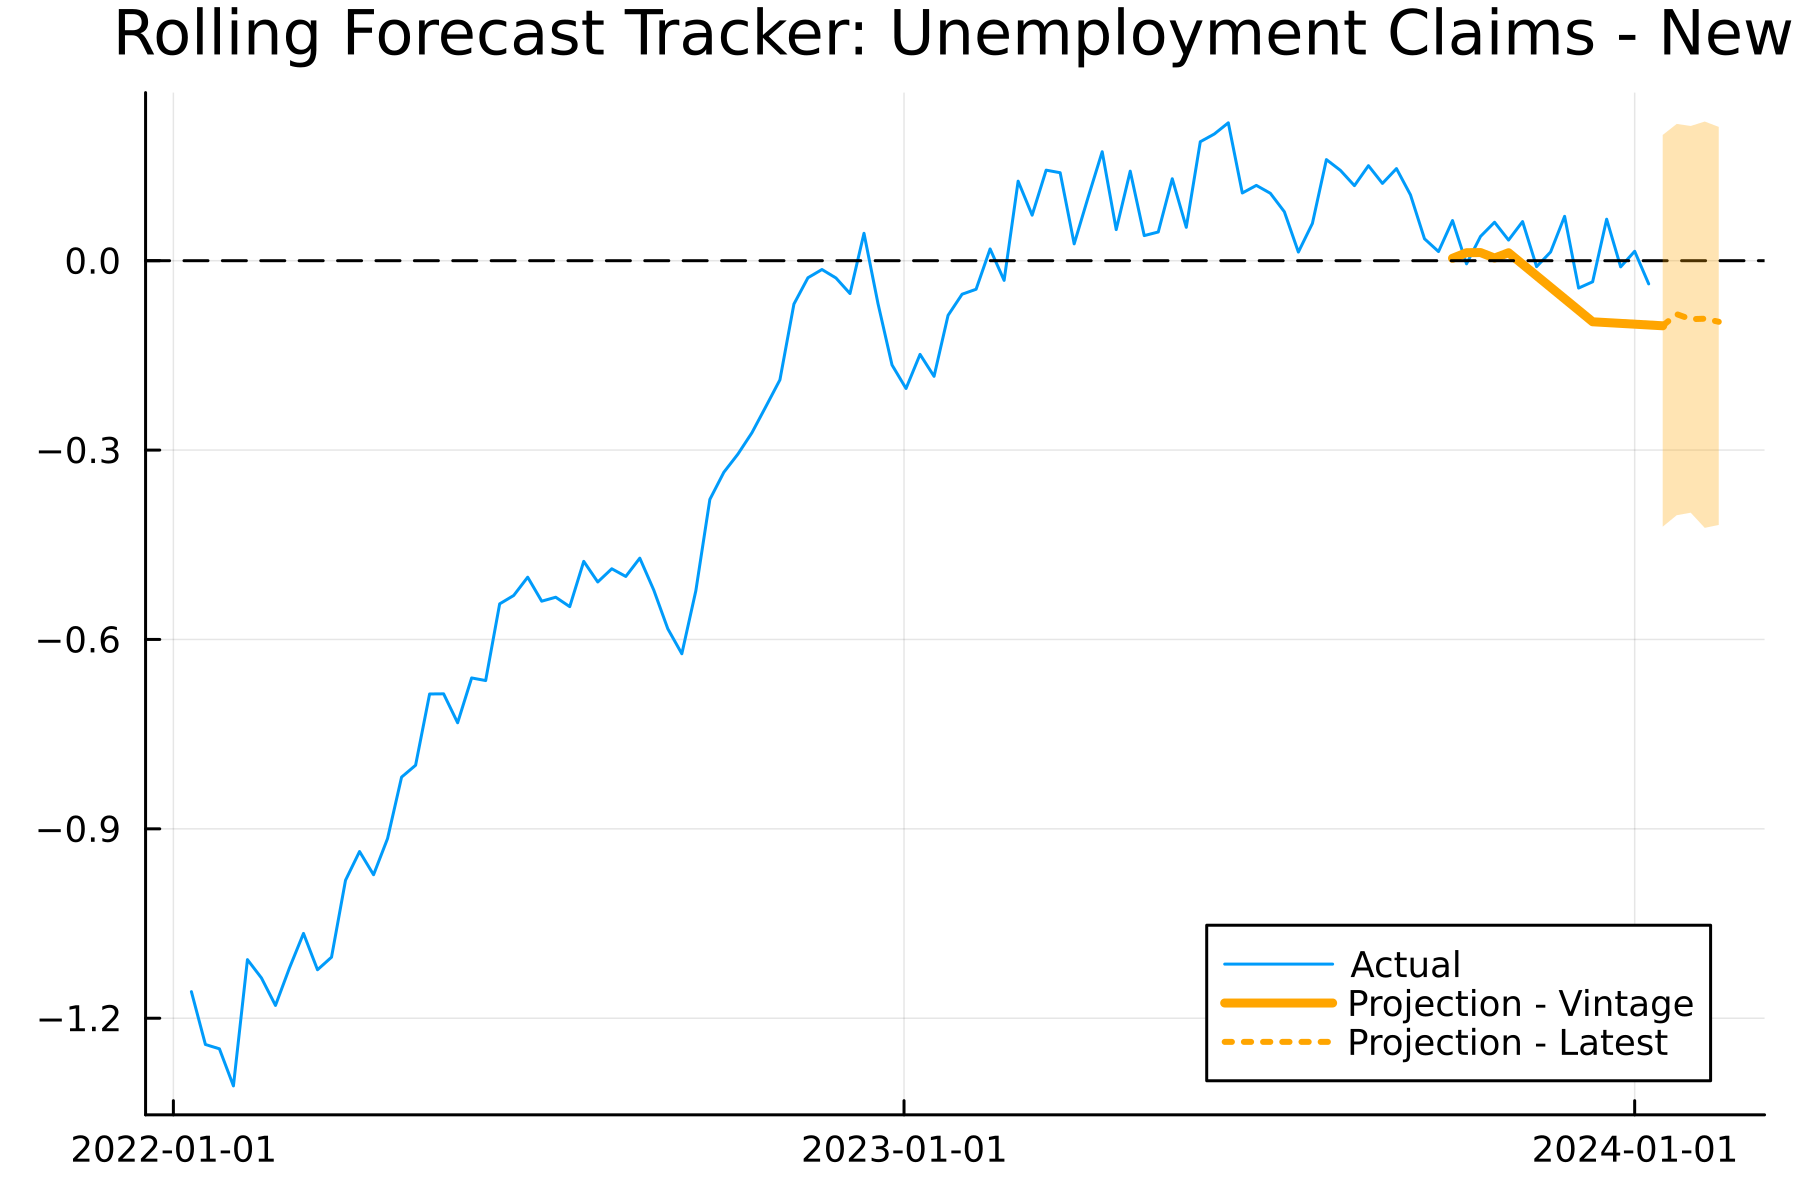 Rolling Forecast Tracker: Unemployment Claims - New
0.0
−0.3
−0.6
−0.9
−1.2
Actual
Projection - Vintage
Projection - Latest
2022-01-01
2023-01-01
2024-01-01